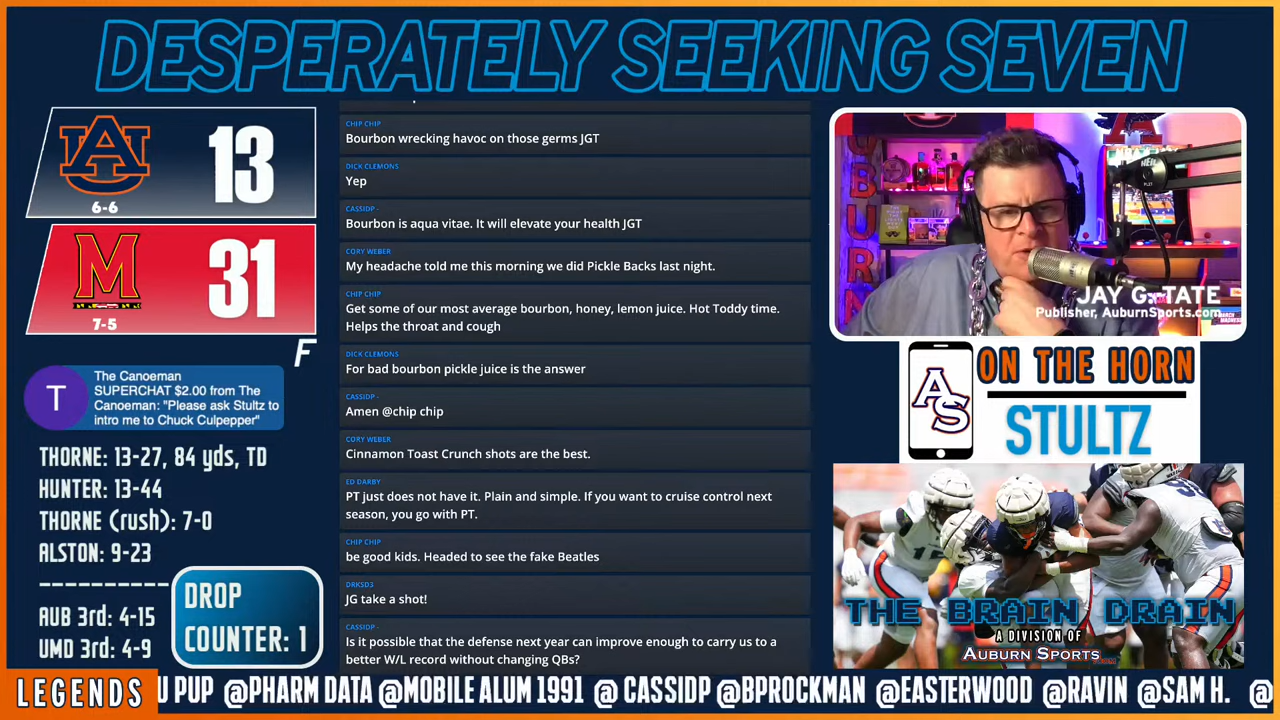 DESPERATELY SEEKING SEVEN
AU
13
6-6
M
31
7-5
F
T
The Canoeman
SUPERCHAT $2.00 from The
Canoeman: "Please ask Stultz to
intro me to Chuck Culpepper"
THORNE: 13-27, 84 yds, TD
HUNTER: 13-44
THORNE (rush): 7-0
ALSTON: 9-23
AUB 3rd: 4-15
UMD 3rd: 4-9
DROP
COUNTER: 1
CHIP CHIP
Bourbon wrecking havoc on those germs JGT
DICK CLEMONS
Yep
CASSIDP -
Bourbon is aqua vitae. It will elevate your health JGT
CORY WEBER
My headache told me this morning we did Pickle Backs last night.
CHIP CHIP
Get some of our most average bourbon, honey, lemon juice. Hot Toddy time.
Helps the throat and cough
DICK CLEMONS
For bad bourbon pickle juice is the answer
CASSIDP -
Amen @chip chip
CORY WEBER
Cinnamon Toast Crunch shots are the best.
ED DARBY
PT just does not have it. Plain and simple. If you want to cruise control next
season, you go with PT.
CHIP CHIP
be good kids. Headed to see the fake Beatles
DRKSD3
JG take a shot!
CASSIDP -
Is it possible that the defense next year can improve enough to carry us to a
better W/L record without changing QBs?
JAY G. TATE
Publisher, AuburnSports.com
AS
ON THE HORN
STULTZ
THE BRAIN DRAIN
A DIVISION OF
AUBURN SPORTS
LEGENDS
U PUP @PHARM DATA @MOBILE ALUM 1991 @ CASSIDP @BPROCKMAN @EASTERWOOD @RAVIN @SAM H. @